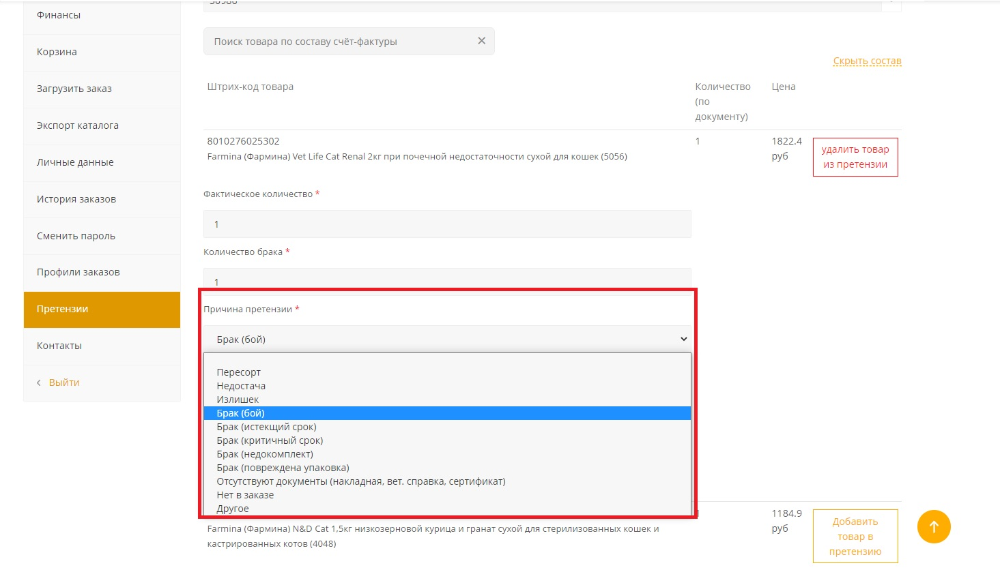 Финансы
Корзина
Загрузить заказ
Экспорт каталога
Личные данные
История заказов
Сменить пароль
Профили заказов
Претензии
Контакты
Выйти
Поиск товара по составу счёт-фактуры
Скрыть состав
Штрих-код товара
Количество
(по
документу)
Цена
8010276025302
Farmina (Фармина) Vet Life Cat Renal 2кг при почечной недостаточности сухой для кошек (5056)
1
1822.4
руб
удалить товар
из претензии
Фактическое количество *
1
Количество брака *
1
Причина претензии *
Брак (бой)
Пересорт
Недостача
Излишек
Брак (бой)
Брак (истекщий срок)
Брак (критичный срок)
Брак (недокомплект)
Брак (повреждена упаковка)
Отсутствуют документы (накладная, вет. справка, сертификат)
Нет в заказе
Другое
Farmina (Фармина) N&D Cat 1,5кг низкозерновой курица и гранат сухой для стерилизованных кошек и
кастрированных котов (4048)
1
1184.9
руб
Добавить
товар в
претензию